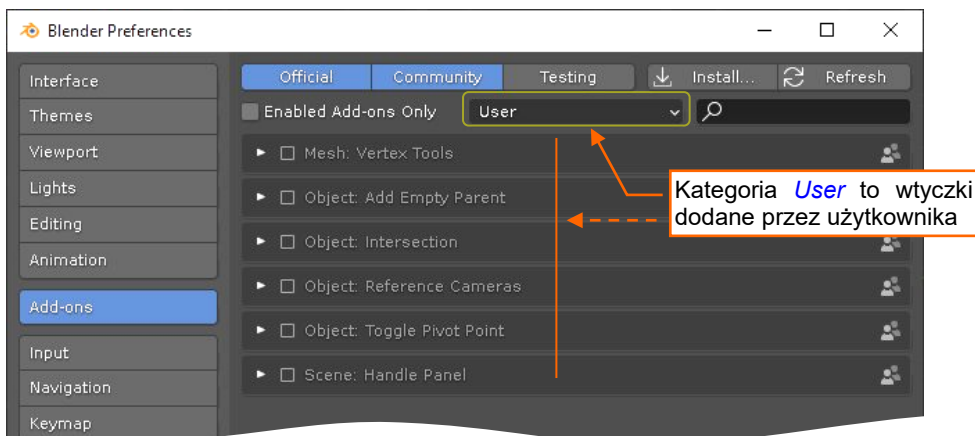 Blender Preferences
Interface
Themes
Viewport
Lights
Editing
Animation
Add-ons
Input
Navigation
Keymap
Official Community Testing Install... Refresh
Enabled Add-ons Only User
Mesh: Vertex Tools
Object: Add Empty Parent
Object: Intersection
Object: Reference Cameras
Object: Toggle Pivot Point
Scene: Handle Panel
Kategoria User to wtyczki
dodane przez użytkownika